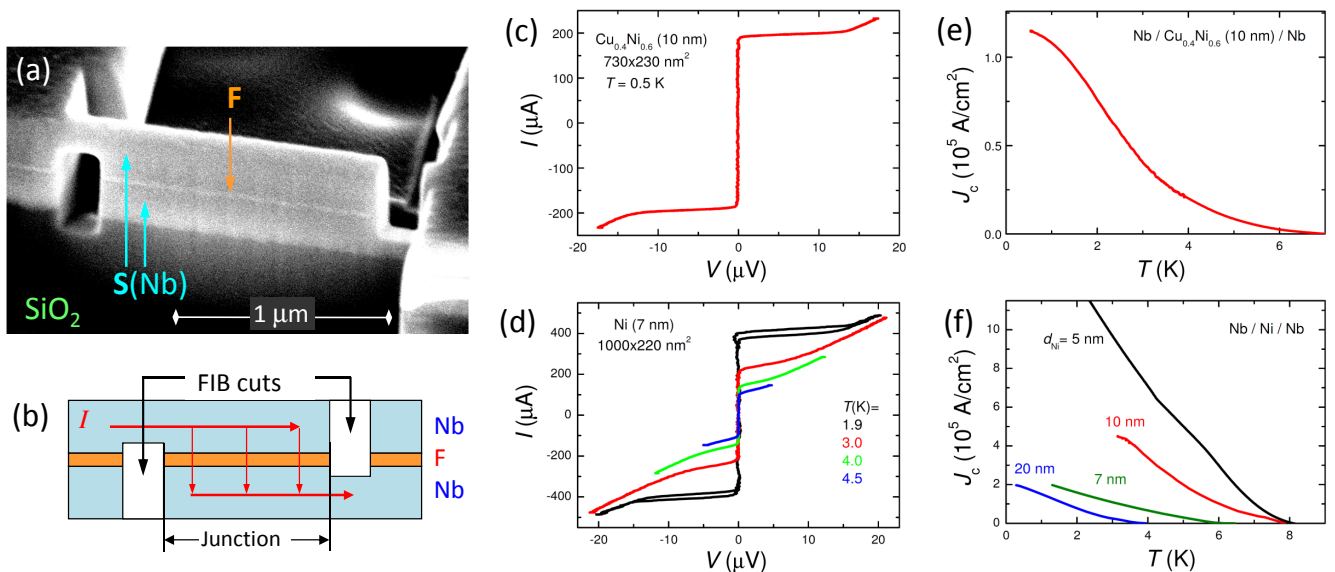 (a)
F
S(Nb)
SiO₂
1 μm
(b)
FIB cuts
I
Nb
F
Nb
Junction
(c)
Cu₀.₄Ni₀.₆ (10 nm)
730x230 nm²
T = 0.5 K
I (μA)
200
100
0
-100
-200
-20
-10
0
10
20
V (μV)
(d)
Ni (7 nm)
1000x220 nm²
T(K)=
1.9
3.0
4.0
4.5
I (μA)
400
200
0
-200
-400
-20
-10
0
10
20
V (μV)
(e)
Nb / Cu₀.₄Ni₀.₆ (10 nm) / Nb
J_c (10⁵ A/cm²)
1.0
0.5
0.0
0
2
4
6
T (K)
(f)
Nb / Ni / Nb
d_Ni= 5 nm
10 nm
20 nm
7 nm
J_c (10⁵ A/cm²)
10
8
6
4
2
0
0
2
4
6
8
T (K)